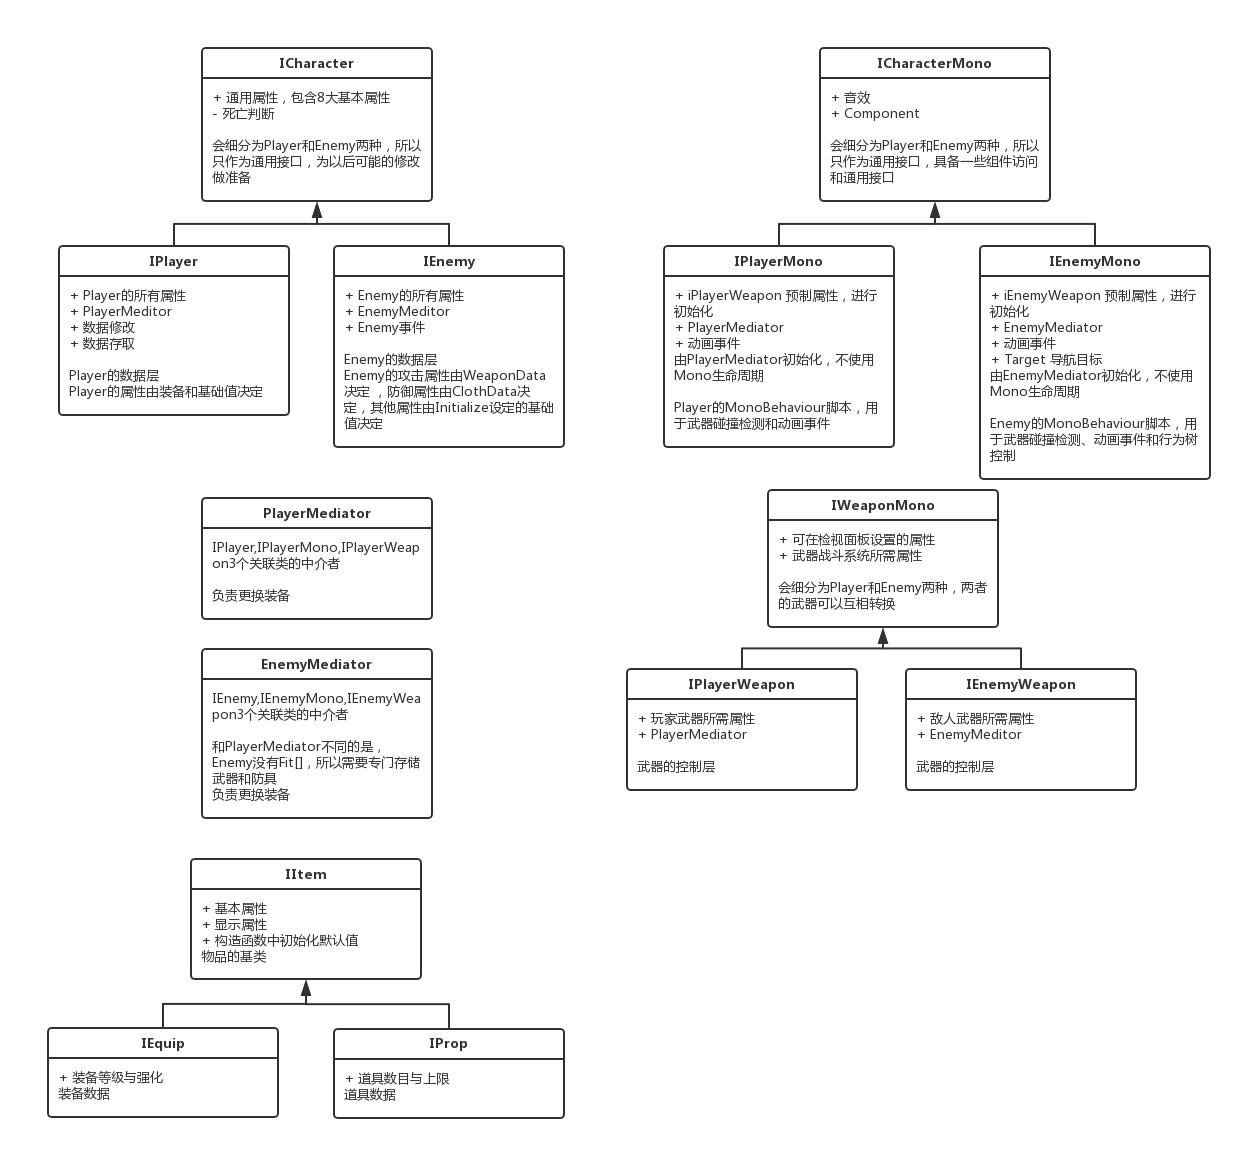 ICharacter
+ 通用属性，包含8大基本属性
- 死亡判断
会细分为Player和Enemy两种，所以
只作为通用接口，为以后可能的修改
做准备
ICharacterMono
+ 音效
+ Component
会细分为Player和Enemy两种，所以
只作为通用接口，具备一些组件访问
和通用接口
IPlayer
+ Player的所有属性
+ PlayerMeditor
+ 数据修改
+ 数据存取
Player的数据层
Player的属性由装备和基础值决定
IEnemy
+ Enemy的所有属性
+ EnemyMeditor
+ Enemy事件
Enemy的数据层
Enemy的攻击属性由WeaponData
决定 ，防御属性由ClothData决
定，其他属性由Initialize设定的基础
值决定
IPlayerMono
+ iPlayerWeapon 预制属性，进行
初始化
+ PlayerMediator
+ 动画事件
由PlayerMediator初始化，不使用
Mono生命周期
Player的MonoBehaviour脚本，用
于武器碰撞检测和动画事件
IEnemyMono
+ iEnemyWeapon 预制属性，进行
初始化
+ EnemyMediator
+ 动画事件
+ Target 导航目标
由EnemyMediator初始化，不使用
Mono生命周期
Enemy的MonoBehaviour脚本，用
于武器碰撞检测、动画事件和行为树
控制
PlayerMediator
IPlayer,IPlayerMono,IPlayerWeap
on3个关联类的中介者
负责更换装备
IWeaponMono
+ 可在检视面板设置的属性
+ 武器战斗系统所需属性
会细分为Player和Enemy两种，两者
的武器可以互相转换
EnemyMediator
IEnemy,IEnemyMono,IEnemyWea
pon3个关联类的中介者
和PlayerMediator不同的是，
Enemy没有Fit[]，所以需要专门存储
武器和防具
负责更换装备
IPlayerWeapon
+ 玩家武器所需属性
+ PlayerMediator
武器的控制层
IEnemyWeapon
+ 敌人武器所需属性
+ EnemyMeditor
武器的控制层
IItem
+ 基本属性
+ 显示属性
+ 构造函数中初始化默认值
物品的基类
IEquip
+ 装备等级与强化
装备数据
IProp
+ 道具数目与上限
道具数据